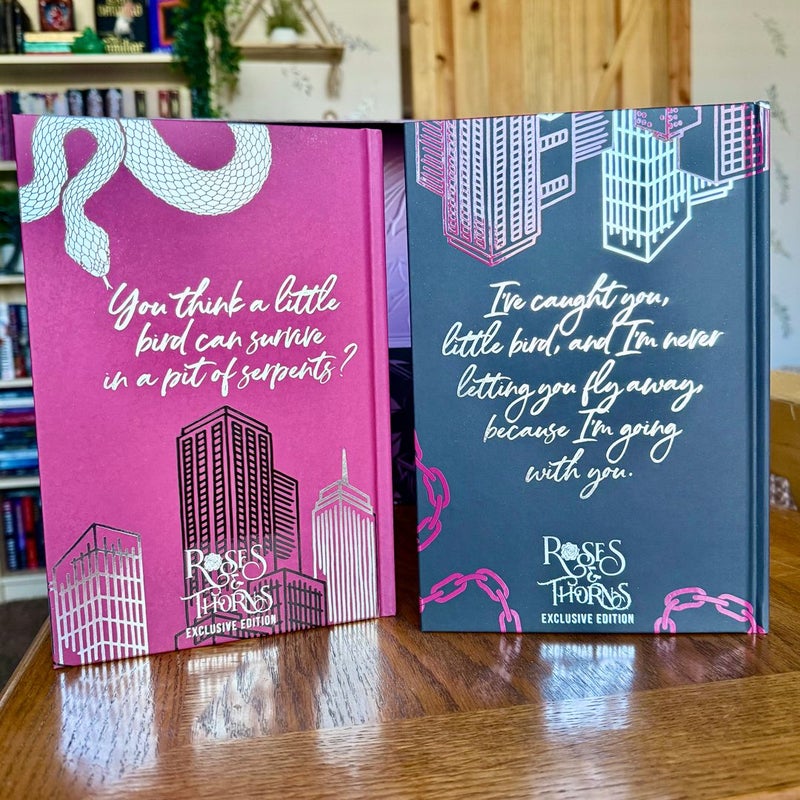 You think a little
bird can survive
in a pit of serpents?
ROSES
&
THORNS
EXCLUSIVE EDITION
I've caught you,
little bird, and I'm never
letting you fly away,
because I'm going
with you.
ROSES
&
THORNS
EXCLUSIVE EDITION